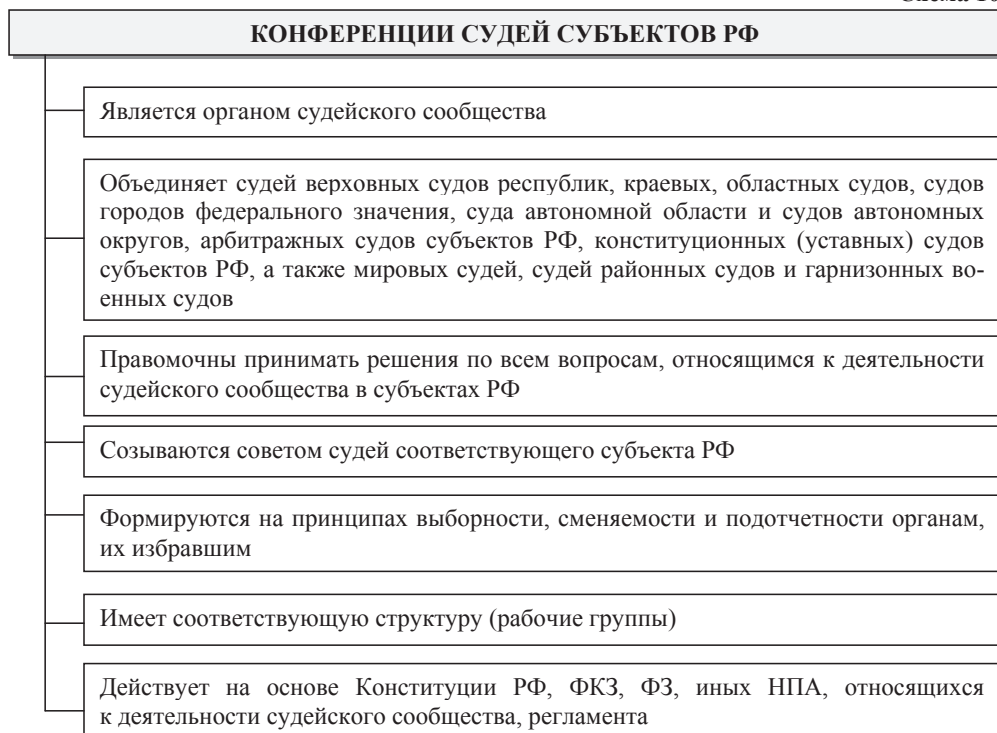 КОНФЕРЕНЦИИ СУДЕЙ СУБЪЕКТОВ РФ
Является органом судейского сообщества
Объединяет судей верховных судов республик, краевых, областных судов, судов
городов федерального значения, суда автономной области и судов автономных
округов, арбитражных судов субъектов РФ, конституционных (уставных) судов
субъектов РФ, а также мировых судей, судей районных судов и гарнизонных во-
енных судов
Правомочны принимать решения по всем вопросам, относящимся к деятельности
судейского сообщества в субъектах РФ
Созываются советом судей соответствующего субъекта РФ
Формируются на принципах выборности, сменяемости и подотчетности органам,
их избравшим
Имеет соответствующую структуру (рабочие группы)
Действует на основе Конституции РФ, ФКЗ, ФЗ, иных НПА, относящихся
к деятельности судейского сообщества, регламента